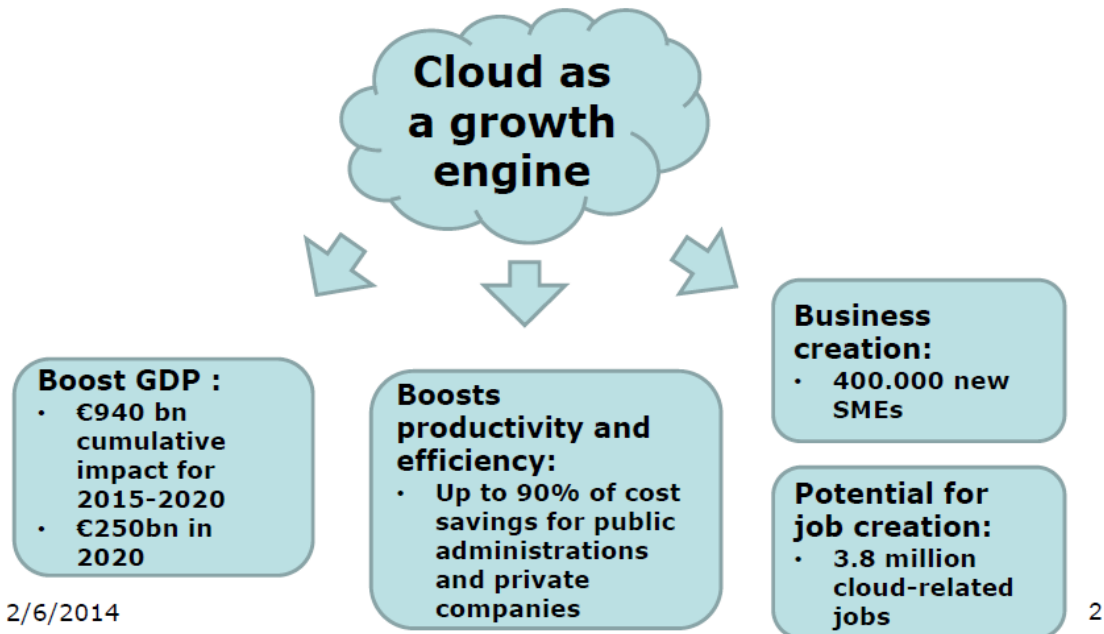 Cloud as
a growth
engine
Boost GDP :
• €940 bn
cumulative
impact for
2015-2020
• €250bn in
2020
Boosts
productivity and
efficiency:
• Up to 90% of cost
savings for public
administrations
and private
companies
Business
creation:
• 400.000 new
SMEs
Potential for
job creation:
• 3.8 million
cloud-related
jobs
2/6/2014
2